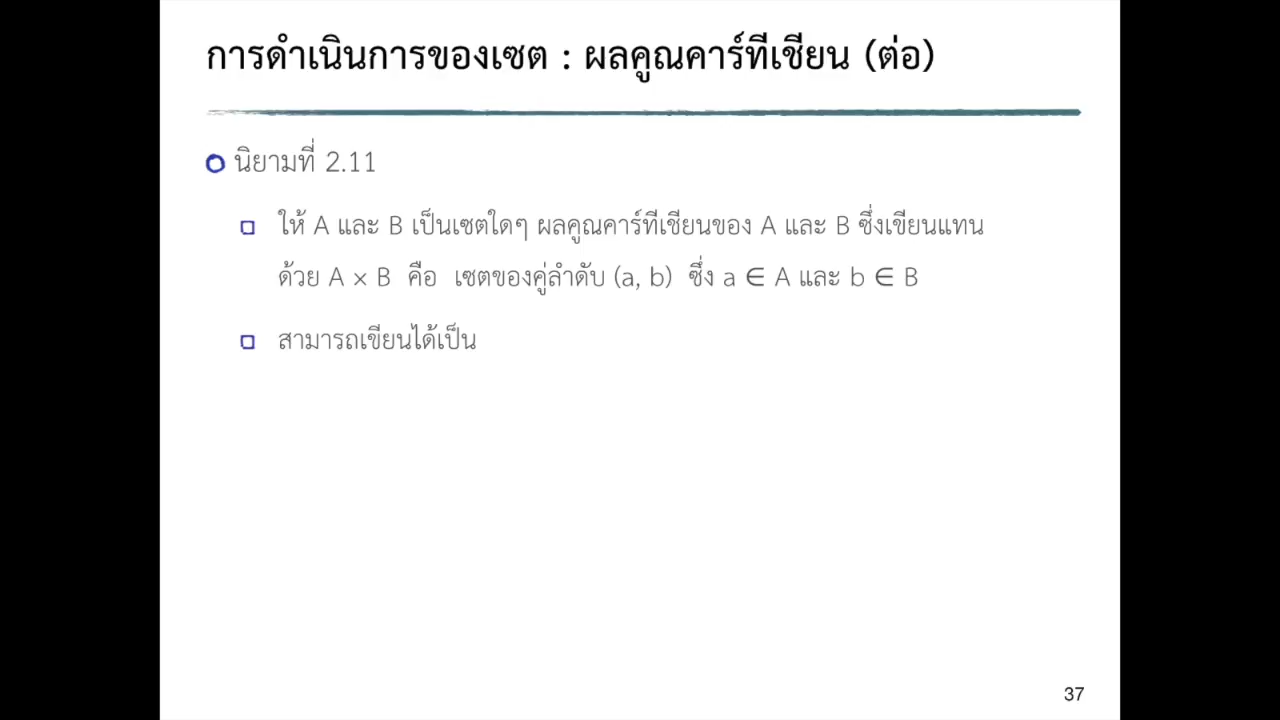 การดำเนินการของเซต : ผลคูณคาร์ทีเชียน (ต่อ)
นิยามที่ 2.11
ให้ A และ B เป็นเซตใดๆ ผลคูณคาร์ทีเชียนของ A และ B ซึ่งเขียนแทน
ด้วย A × B คือ เซตของคู่ลำดับ (a, b) ซึ่ง a ∈ A และ b ∈ B
สามารถเขียนได้เป็น
37